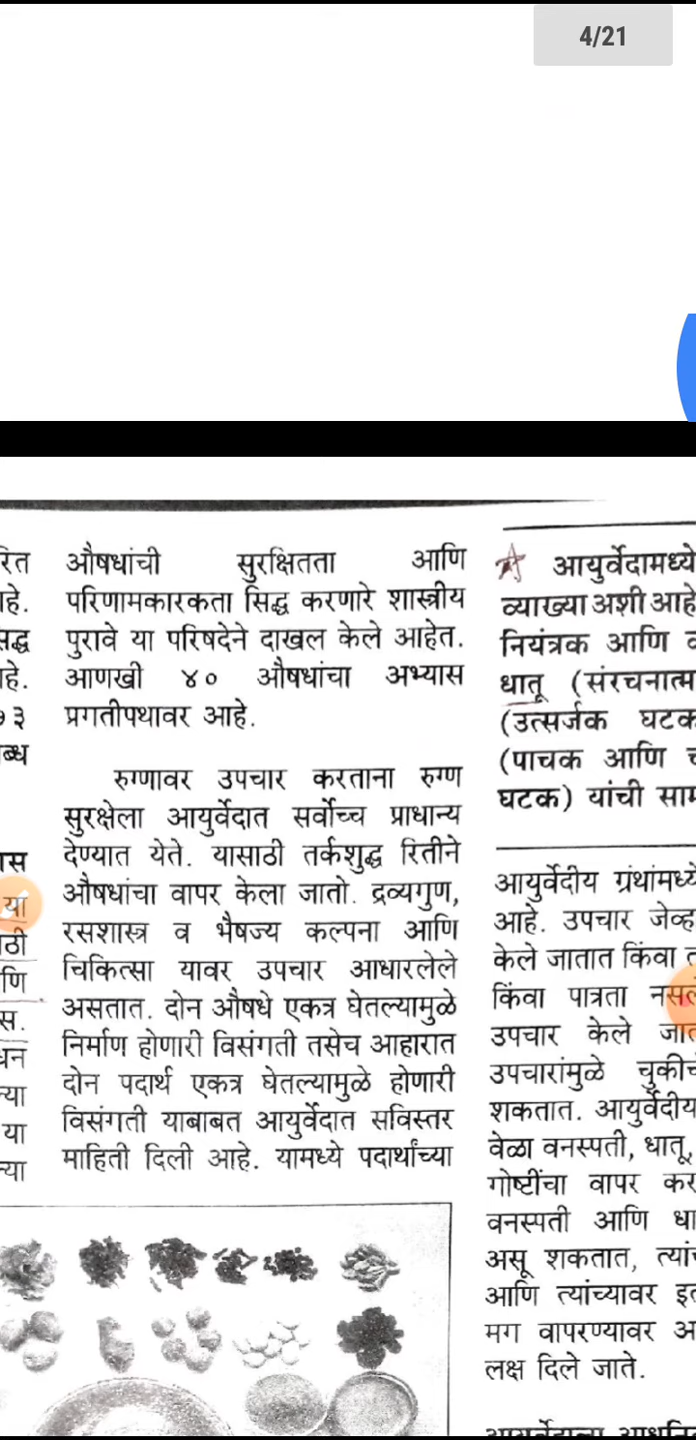 4/21
रित
हे.
सिद्ध
हे.
७३
ब्ध
ास
या
ठी
णि
स.
धन
च्या
या
च्या
औषधांची सुरक्षितता आणि
परिणामकारकता सिद्ध करणारे शास्त्रीय
पुरावे या परिषदेने दाखल केले आहेत.
आणखी ४० औषधांचा अभ्यास
प्रगतीपथावर आहे.
रुग्णावर उपचार करताना रुग्ण
सुरक्षेला आयुर्वेदात सर्वोच्च प्राधान्य
देण्यात येते. यासाठी तर्कशुद्ध रितीने
औषधांचा वापर केला जातो. द्रव्यगुण,
रसशास्त्र व भैषज्य कल्पना आणि
चिकित्सा यावर उपचार आधारलेले
असतात. दोन औषधे एकत्र घेतल्यामुळे
निर्माण होणारी विसंगती तसेच आहारात
दोन पदार्थ एकत्र घेतल्यामुळे होणारी
विसंगती याबाबत आयुर्वेदात सविस्तर
माहिती दिली आहे. यामध्ये पदार्थांच्या
आयुर्वेदामध्ये
व्याख्या अशी आहे
नियंत्रक आणि
धातू (संरचनात्म
(उत्सर्जक घटक
(पाचक आणि
घटक) यांची साम
आयुर्वेदीय ग्रंथांमध्ये
आहे. उपचार जेव्हा
केले जातात किंवा
किंवा पात्रता नसले
उपचार केले जात
उपचारांमुळे चुकीच
शकतात. आयुर्वेदीय
वेळा वनस्पती, धातू,
गोष्टींचा वापर कर
वनस्पती आणि धा
असू शकतात, त्यां
आणि त्यांच्यावर इत
मग वापरण्यावर अ
लक्ष दिले जाते.